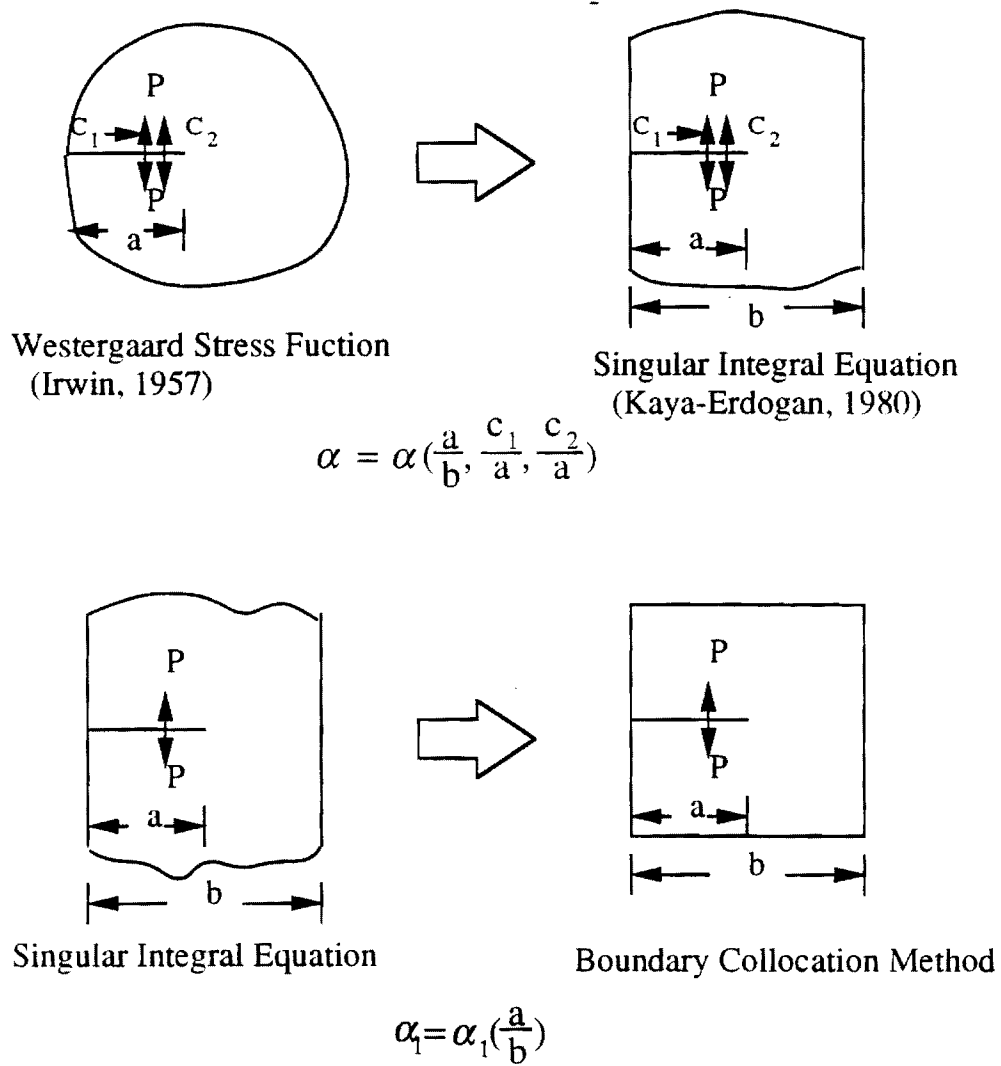 P
C₁ C₂
P
a
P
C₁ C₂
P
a
b
Westergaard Stress Fuction
(Irwin, 1957)
Singular Integral Equation
(Kaya-Erdogan, 1980)
α = α(a/b, c₁/a, c₂/a)
P
P
a
b
P
P
a
b
Singular Integral Equation
Boundary Collocation Method
α₁=α₁(a/b)